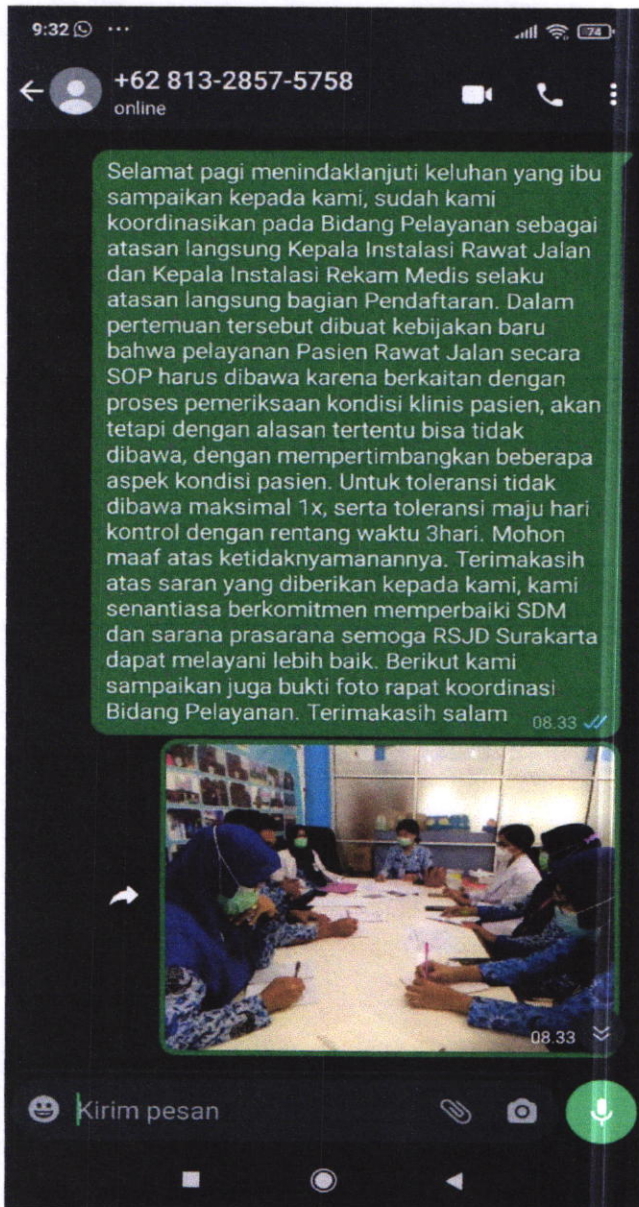 9:32 ...
74
+62 813-2857-5758
online
Selamat pagi menindaklanjuti keluhan yang ibu
sampaikan kepada kami, sudah kami
koordinasikan pada Bidang Pelayanan sebagai
atasan langsung Kepala Instalasi Rawat Jalan
dan Kepala Instalasi Rekam Medis selaku
atasan langsung bagian Pendaftaran. Dalam
pertemuan tersebut dibuat kebijakan baru
bahwa pelayanan Pasien Rawat Jalan secara
SOP harus dibawa karena berkaitan dengan
proses pemeriksaan kondisi klinis pasien, akan
tetapi dengan alasan tertentu bisa tidak
dibawa, dengan mempertimbangkan beberapa
aspek kondisi pasien. Untuk toleransi tidak
dibawa maksimal 1x, serta toleransi maju hari
kontrol dengan rentang waktu 3hari. Mohon
maaf atas ketidaknyamanannya. Terimakasih
atas saran yang diberikan kepada kami, kami
senantiasa berkomitmen memperbaiki SDM
dan sarana prasarana semoga RSJD Surakarta
dapat melayani lebih baik. Berikut kami
sampaikan juga bukti foto rapat koordinasi
Bidang Pelayanan. Terimakasih salam
08.33
08.33
Kirim pesan